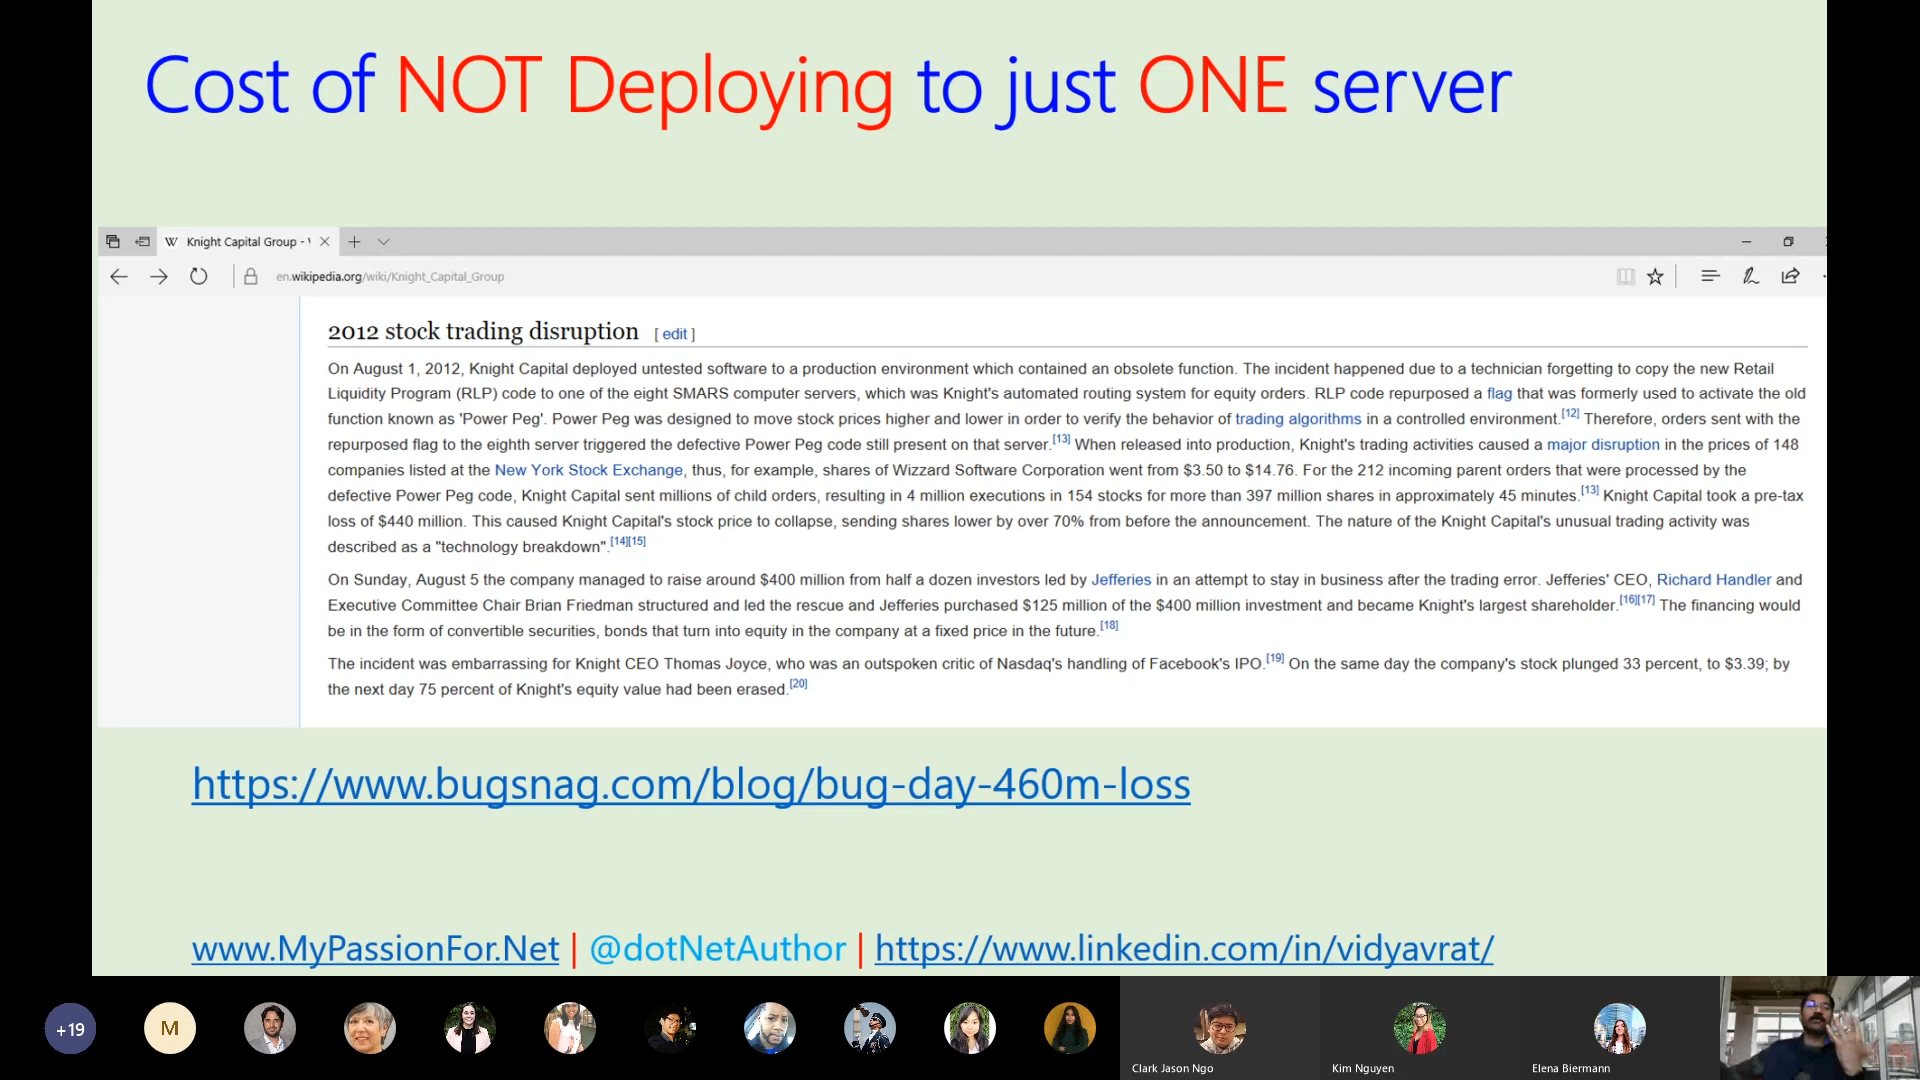 Cost of NOT Deploying to just ONE server
W Knight Capital Group - \
en.wikipedia.org/wiki/Knight_Capital_Group
2012 stock trading disruption [ edit ]
On August 1, 2012, Knight Capital deployed untested software to a production environment which contained an obsolete function. The incident happened due to a technician forgetting to copy the new Retail
Liquidity Program (RLP) code to one of the eight SMARS computer servers, which was Knight's automated routing system for equity orders. RLP code repurposed a flag that was formerly used to activate the old
function known as 'Power Peg'. Power Peg was designed to move stock prices higher and lower in order to verify the behavior of trading algorithms in a controlled environment.[12] Therefore, orders sent with the
repurposed flag to the eighth server triggered the defective Power Peg code still present on that server.[13] When released into production, Knight's trading activities caused a major disruption in the prices of 148
companies listed at the New York Stock Exchange, thus, for example, shares of Wizzard Software Corporation went from $3.50 to $14.76. For the 212 incoming parent orders that were processed by the
defective Power Peg code, Knight Capital sent millions of child orders, resulting in 4 million executions in 154 stocks for more than 397 million shares in approximately 45 minutes.[13] Knight Capital took a pre-tax
loss of $440 million. This caused Knight Capital's stock price to collapse, sending shares lower by over 70% from before the announcement. The nature of the Knight Capital's unusual trading activity was
described as a "technology breakdown".[14][15]
On Sunday, August 5 the company managed to raise around $400 million from half a dozen investors led by Jefferies in an attempt to stay in business after the trading error. Jefferies' CEO, Richard Handler and
Executive Committee Chair Brian Friedman structured and led the rescue and Jefferies purchased $125 million of the $400 million investment and became Knight's largest shareholder.[16][17] The financing would
be in the form of convertible securities, bonds that turn into equity in the company at a fixed price in the future.[18]
The incident was embarrassing for Knight CEO Thomas Joyce, who was an outspoken critic of Nasdaq's handling of Facebook's IPO.[19] On the same day the company's stock plunged 33 percent, to $3.39; by
the next day 75 percent of Knight's equity value had been erased.[20]
https://www.bugsnag.com/blog/bug-day-460m-loss
www.MyPassionFor.Net | @dotNetAuthor | https://www.linkedin.com/in/vidyavrat/
+19
M
Clark Jason Ngo
Kim Nguyen
Elena Biermann